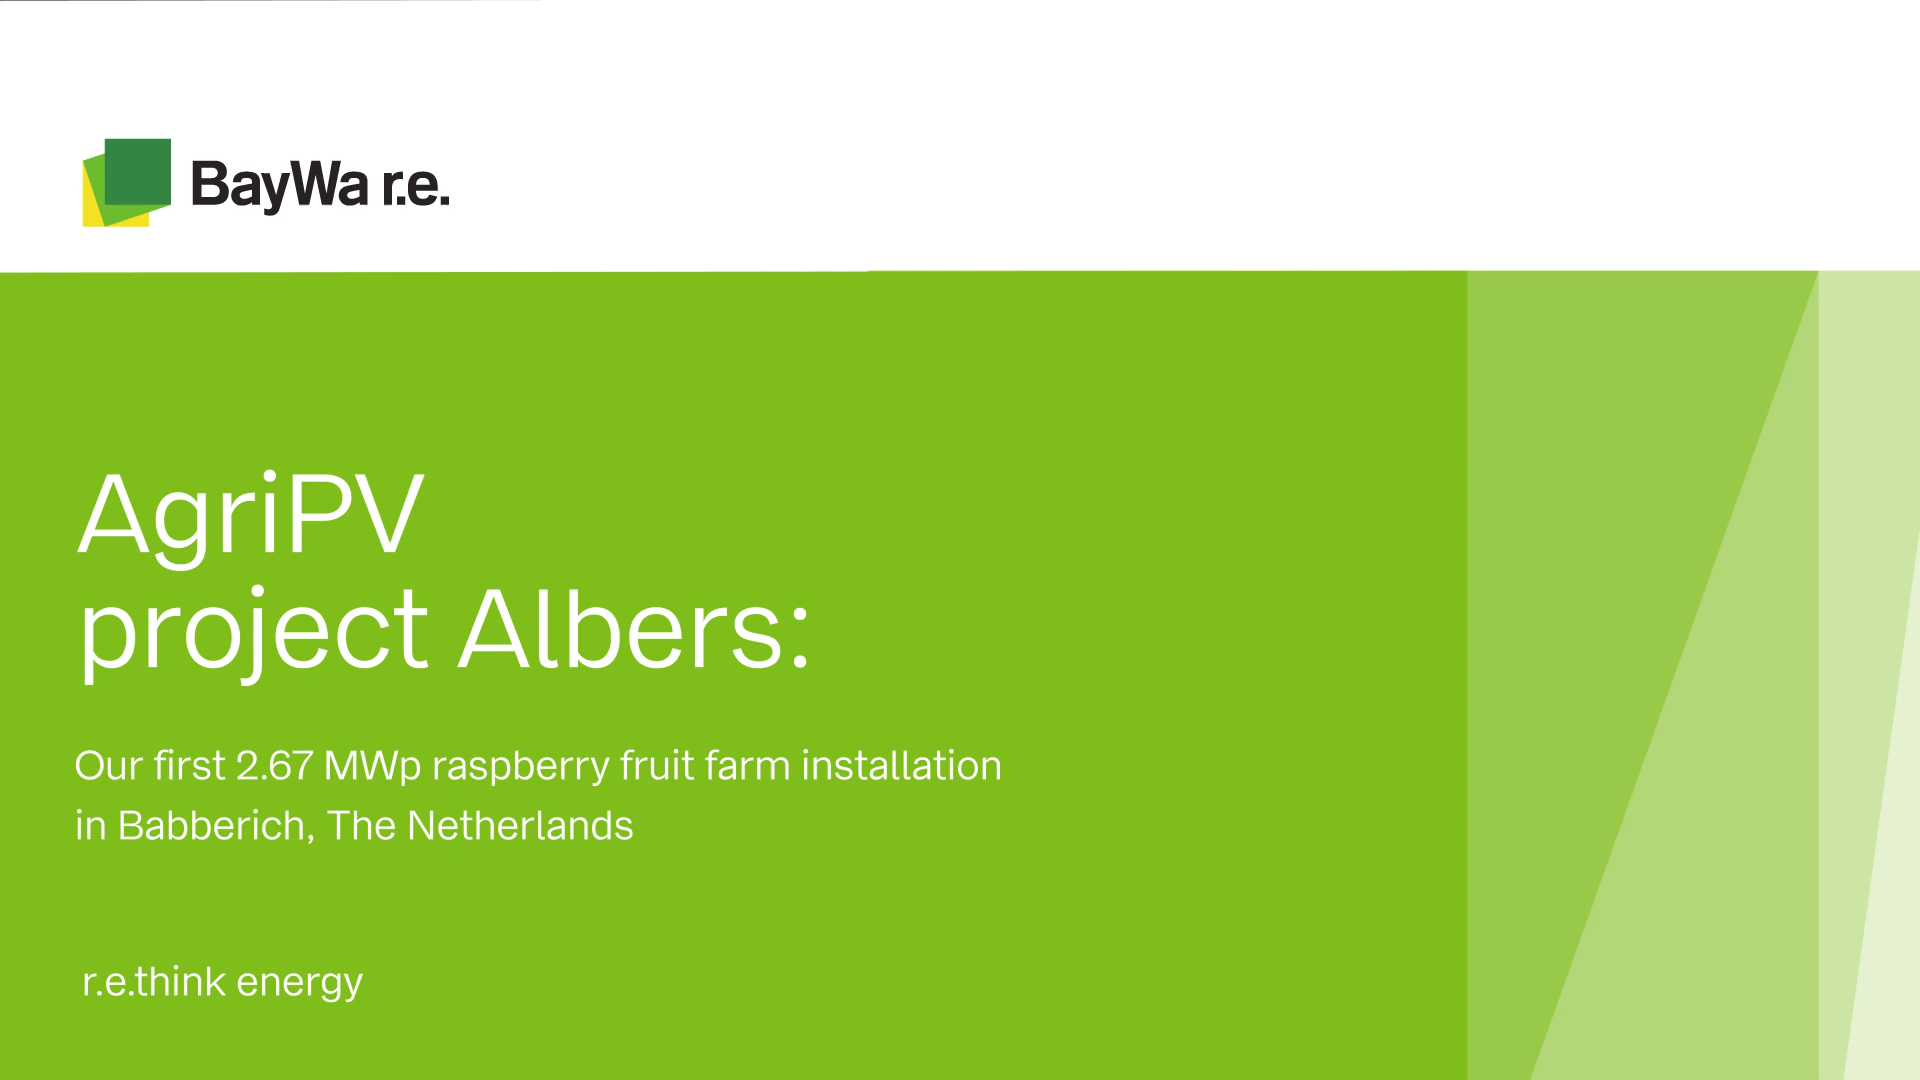 BayWa r.e.
AgriPV
project Albers:
Our first 2.67 MWp raspberry fruit farm installation
in Babberich, The Netherlands
r.e.think energy